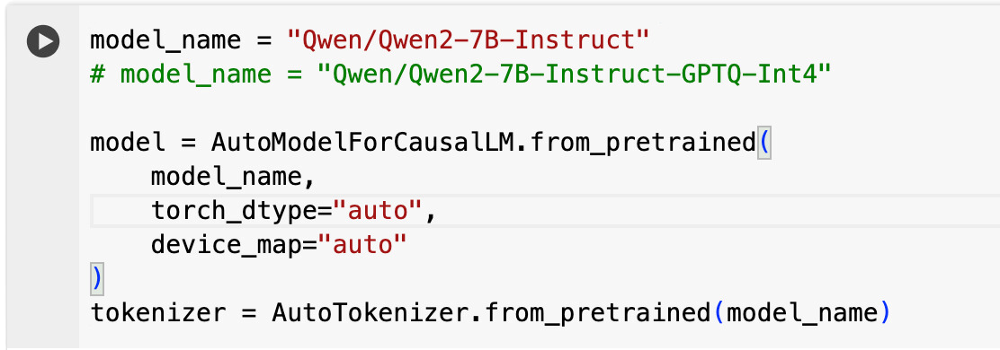 model_name = "Qwen/Qwen2-7B-Instruct"
# model_name = "Qwen/Qwen2-7B-Instruct-GPTQ-Int4"

model = AutoModelForCausalLM.from_pretrained(
    model_name,
    torch_dtype="auto",
    device_map="auto"
)
tokenizer = AutoTokenizer.from_pretrained(model_name)